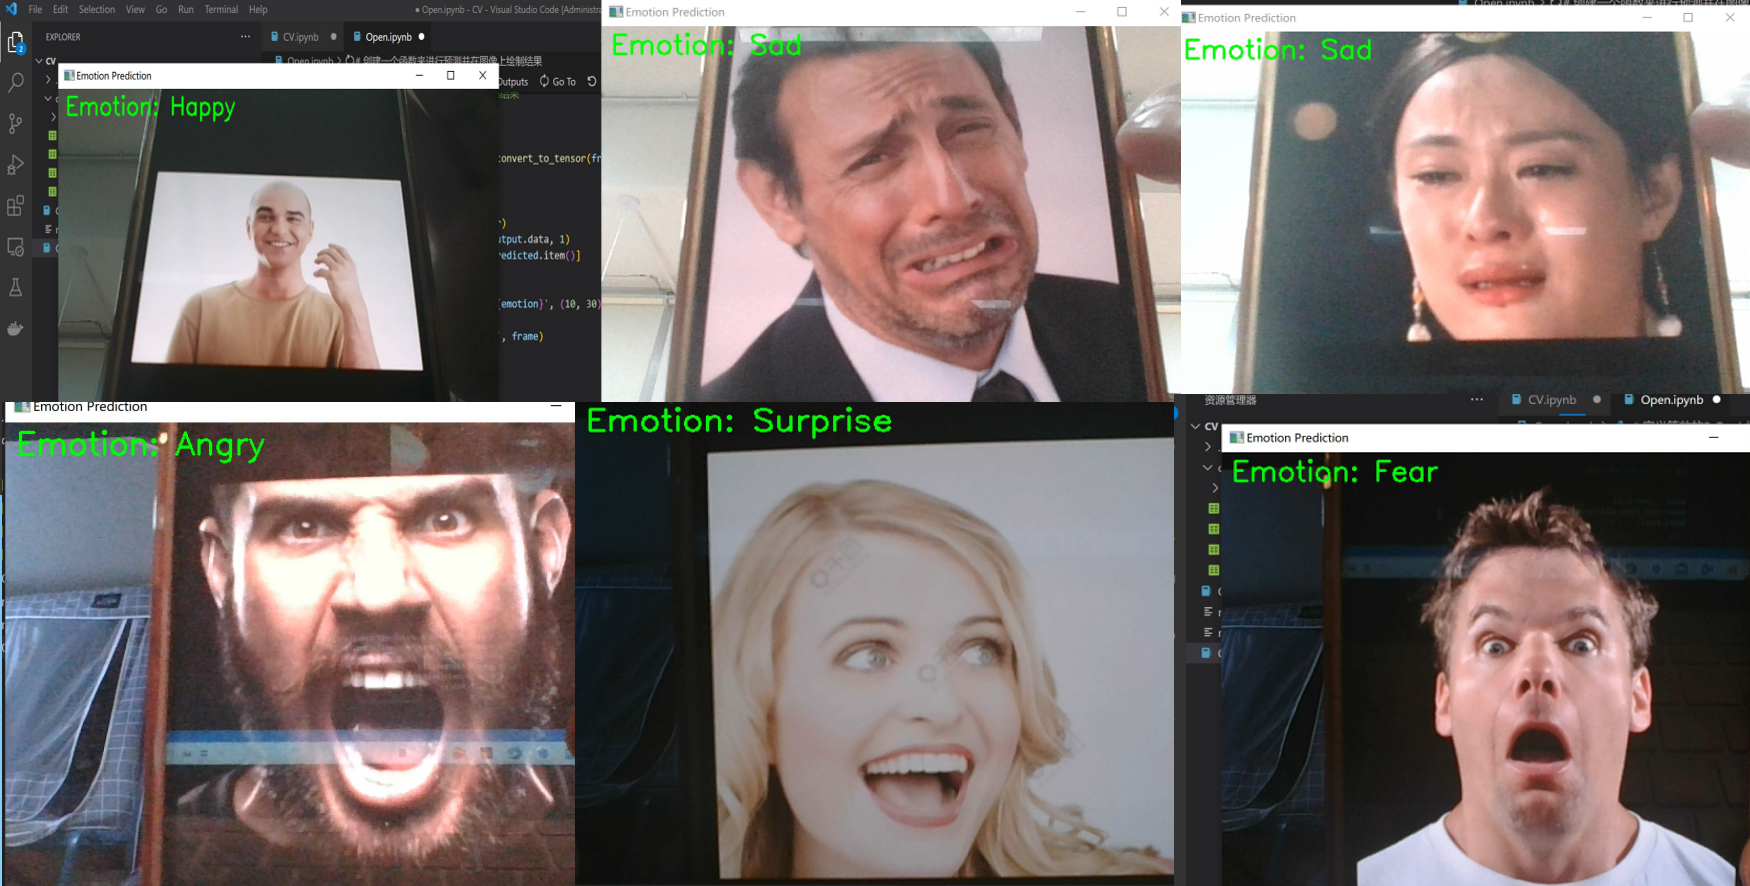 File Edit Selection View Go Run Terminal Help
● Open.ipynb - CV - Visual Studio Code [Administra
EXPLORER
···
CV.ipynb ●
Open.ipynb ●
2
CV
Open.ipynb > # 创建一个函数来进行预测并在图像上绘制结果
Outputs Go To
Emotion Prediction
Emotion: Happy
convert_to_tensor(fr
r)
utput.data, 1)
redicted.item()]
{emotion}', (10, 30)
, frame)
Emotion Prediction
Emotion: Sad
Emotion Prediction
Emotion: Sad
Emotion Prediction
Emotion: Angry
Emotion: Surprise
资源管理器
···
CV.ipynb ●
Open.ipynb ●
CV
Emotion Prediction
Emotion: Fear